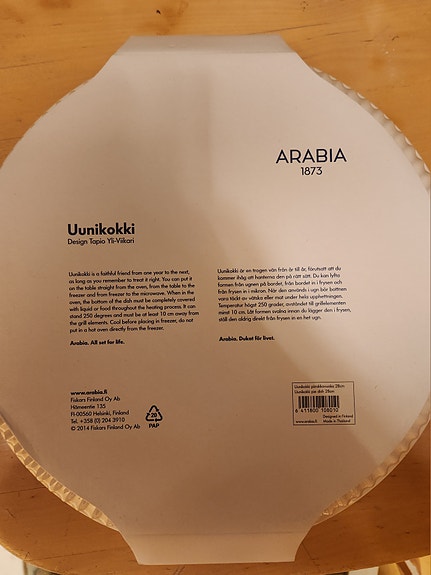 ARABIA
1873
Uunikokki
Design Tapio Yli-Viikari
Uunikokki is a faithful friend from one year to the next,
as long as you remember to treat it right. You can put it
on the table straight from the oven, from the table to the
freezer and from freezer to the microwave. When in the
oven, the bottom of the dish must be completely covered
with liquid or food throughout the heating process. It can
stand 250 degrees and must be at least 10 cm away from
the grill elements. Cool before placing in freezer, do not
put in a hot oven directly from the freezer.
Arabia. All set for life.
Uunikokki är en trogen vän från år till år, förutsatt att du
kommer ihåg att hantera den på rätt sätt. Du kan lyfta
formen från ugnen på bordet, från bordet in i frysen och
från frysen in i mikron. När den används i ugn bör bottnen
vara täckt av vätska eller mat under hela upphettningen.
Temperatur högst 250 grader, avståndet till grillelementen
minst 10 cm. Låt formen svalna innan du lägger den i frysen,
ställ den aldrig direkt från frysen in en het ugn.
Arabia. Dukat för livet.
www.arabia.fi
Fiskars Finland Oy Ab
Hämeentie 135
FI-00560 Helsinki, Finland
Tel. +358 (0) 204 3910
© 2014 Fiskars Finland Oy Ab
PAP
Uunikokki piirakkavuoka 28cm
Uunikokki pie dish 28cm
6 411800 108010
www.arabia.fi
Designed in Finland
Made in Thailand